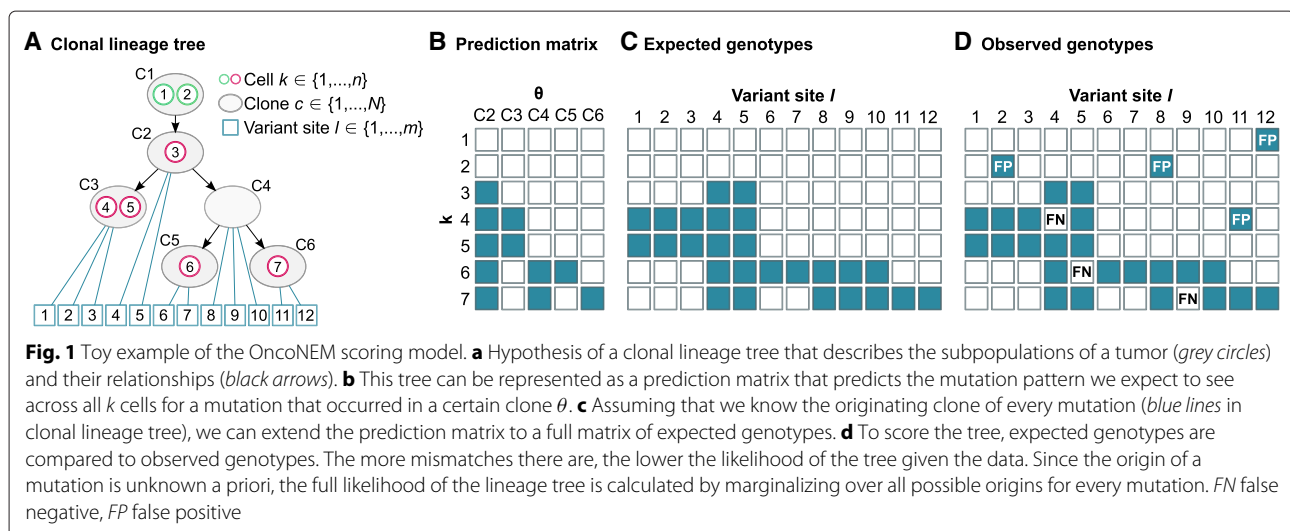 A Clonal lineage tree
C1
1 2
Cell k ∈ {1,...,n}
Clone c ∈ {1,...,N}
Variant site l ∈ {1,...,m}
C2
3
C3
4 5
C4
C5
6
C6
7
1 2 3 4 5 6 7 8 9 10 11 12
B Prediction matrix
θ
C2 C3 C4 C5 C6
k
1
2
3
4
5
6
7
C Expected genotypes
Variant site l
1 2 3 4 5 6 7 8 9 10 11 12
D Observed genotypes
Variant site l
1 2 3 4 5 6 7 8 9 10 11 12
FP
FP FP
FN FP
FN
FN
Fig. 1 Toy example of the OncoNEM scoring model. a Hypothesis of a clonal lineage tree that describes the subpopulations of a tumor (grey circles)
and their relationships (black arrows). b This tree can be represented as a prediction matrix that predicts the mutation pattern we expect to see
across all k cells for a mutation that occurred in a certain clone θ. c Assuming that we know the originating clone of every mutation (blue lines in
clonal lineage tree), we can extend the prediction matrix to a full matrix of expected genotypes. d To score the tree, expected genotypes are
compared to observed genotypes. The more mismatches there are, the lower the likelihood of the tree given the data. Since the origin of a
mutation is unknown a priori, the full likelihood of the lineage tree is calculated by marginalizing over all possible origins for every mutation. FN false
negative, FP false positive